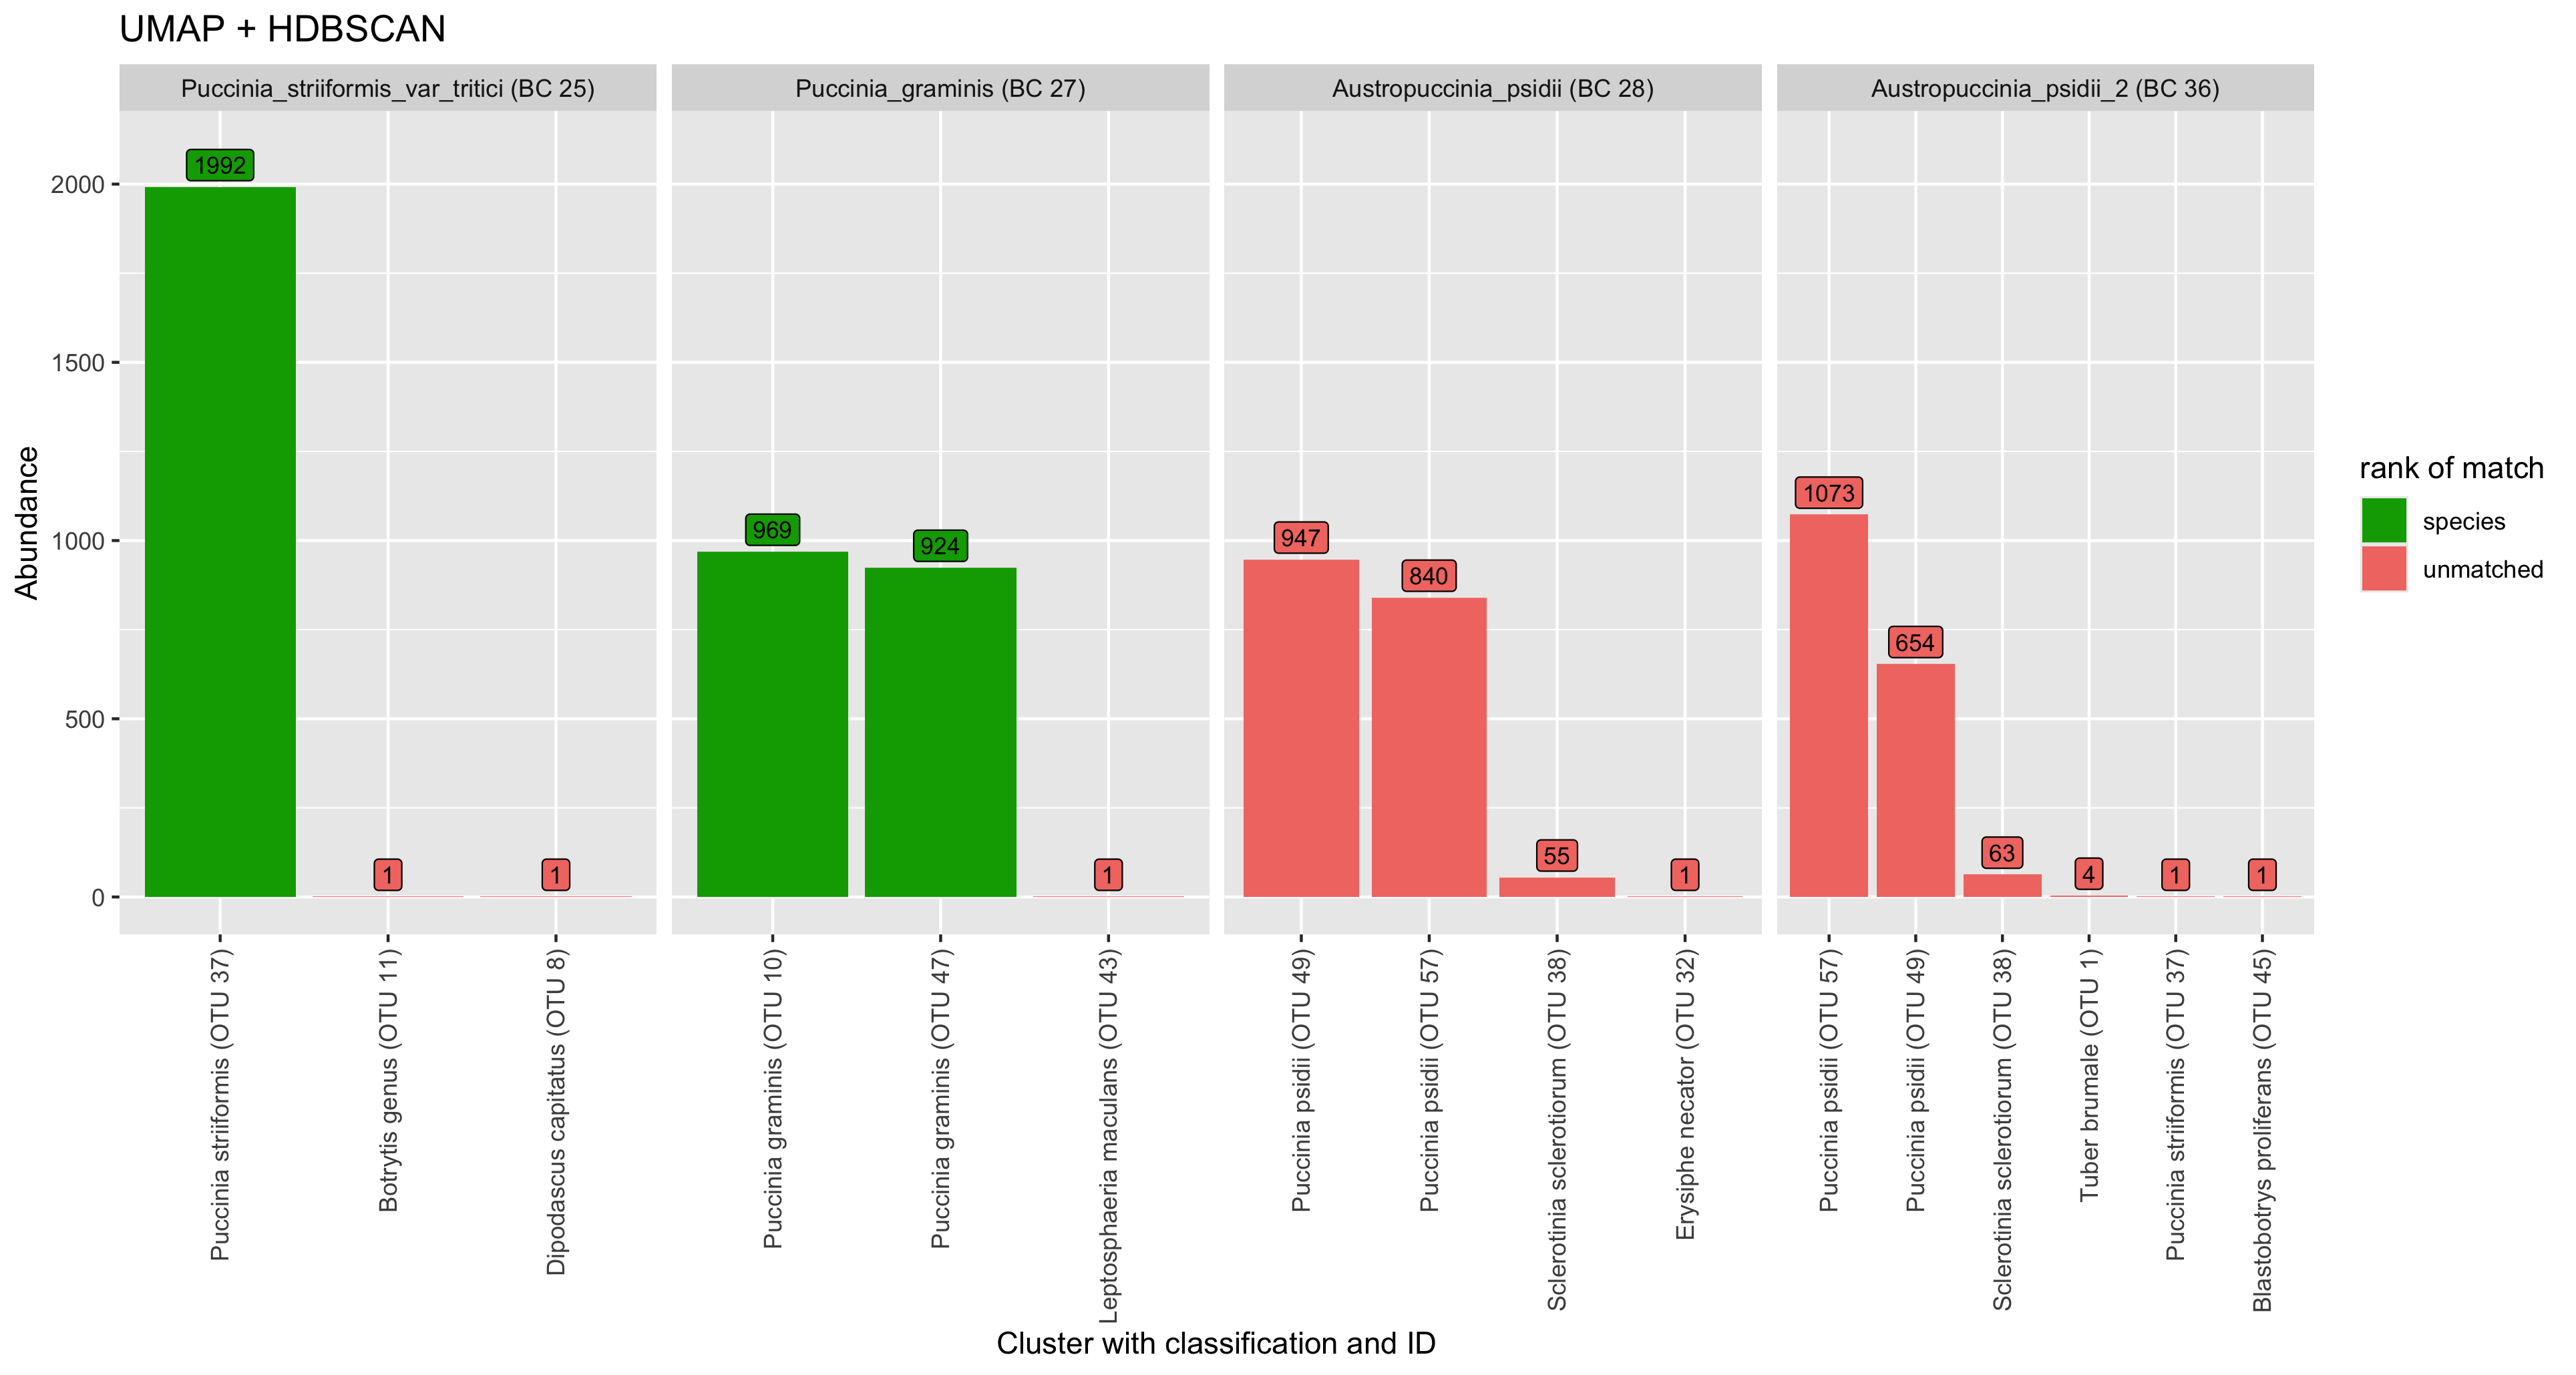 UMAP + HDBSCAN
Puccinia_striiformis_var_tritici (BC 25)
Puccinia_graminis (BC 27)
Austropuccinia_psidii (BC 28)
Austropuccinia_psidii_2 (BC 36)
Abundance
2000
1500
1000
500
0
1992
1
1
969
924
1
947
840
55
1
1073
654
63
4
1
1
Puccinia striiformis (OTU 37)
Botrytis genus (OTU 11)
Dipodascus capitatus (OTU 8)
Puccinia graminis (OTU 10)
Puccinia graminis (OTU 47)
Leptosphaeria maculans (OTU 43)
Puccinia psidii (OTU 49)
Puccinia psidii (OTU 57)
Sclerotinia sclerotiorum (OTU 38)
Erysiphe necator (OTU 32)
Puccinia psidii (OTU 57)
Puccinia psidii (OTU 49)
Sclerotinia sclerotiorum (OTU 38)
Tuber brumale (OTU 1)
Puccinia striiformis (OTU 37)
Blastobotrys proliferans (OTU 45)
Cluster with classification and ID
rank of match
species
unmatched